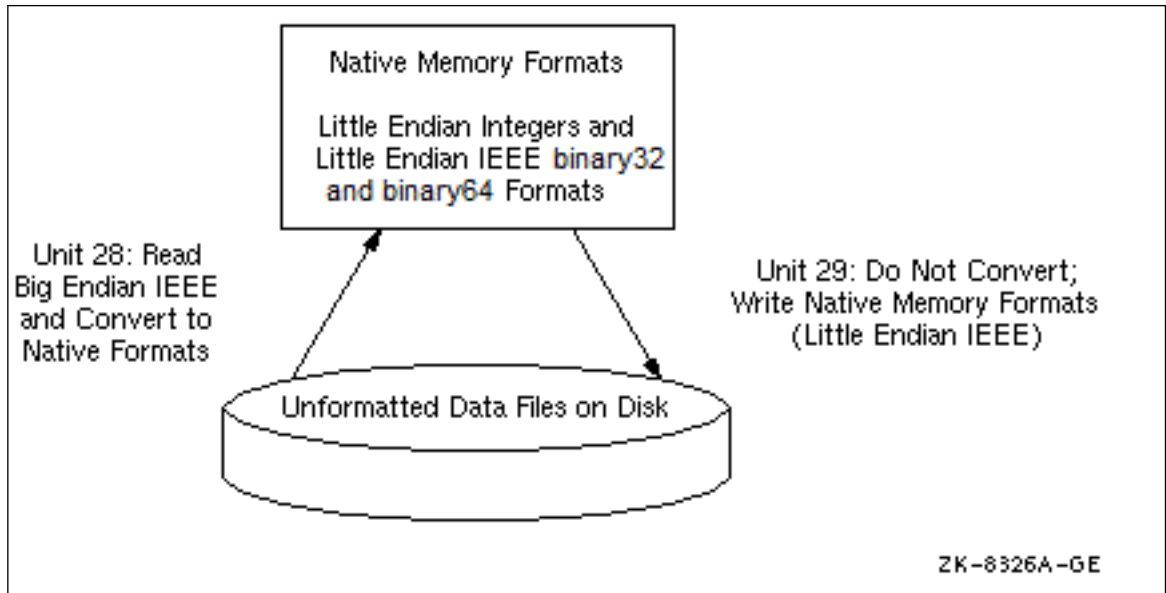 Native Memory Formats
Little Endian Integers and
Little Endian IEEE binary32
and binary64 Formats
Unit 28: Read
Big Endian IEEE
and Convert to
Native Formats
Unit 29: Do Not Convert;
Write Native Memory Formats
(Little Endian IEEE)
Unformatted Data Files on Disk
ZK-8326A-GE